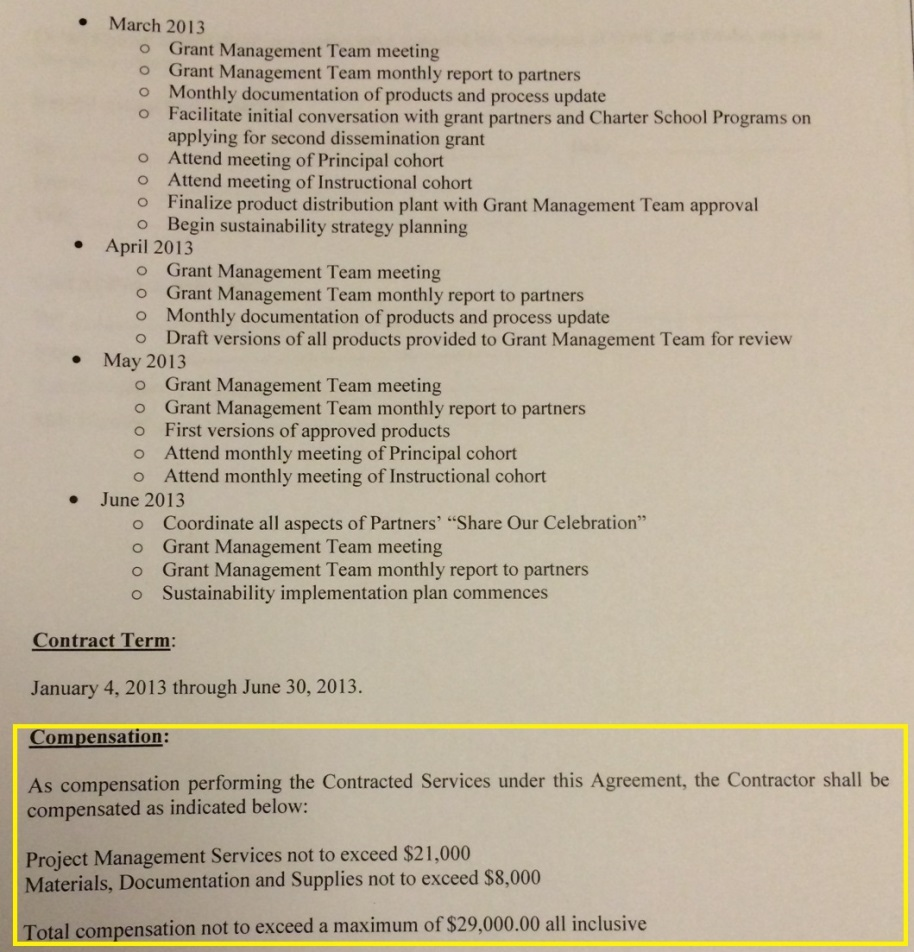 • March 2013
o Grant Management Team meeting
o Grant Management Team monthly report to partners
o Monthly documentation of products and process update
o Facilitate initial conversation with grant partners and Charter School Programs on
applying for second dissemination grant
o Attend meeting of Principal cohort
o Attend meeting of Instructional cohort
o Finalize product distribution plant with Grant Management Team approval
o Begin sustainability strategy planning
• April 2013
o Grant Management Team meeting
o Grant Management Team monthly report to partners
o Monthly documentation of products and process update
o Draft versions of all products provided to Grant Management Team for review
• May 2013
o Grant Management Team meeting
o Grant Management Team monthly report to partners
o First versions of approved products
o Attend monthly meeting of Principal cohort
o Attend monthly meeting of Instructional cohort
• June 2013
o Coordinate all aspects of Partners’ “Share Our Celebration”
o Grant Management Team meeting
o Grant Management Team monthly report to partners
o Sustainability implementation plan commences
Contract Term:
January 4, 2013 through June 30, 2013.
Compensation:
As compensation performing the Contracted Services under this Agreement, the Contractor shall be
compensated as indicated below:
Project Management Services not to exceed $21,000
Materials, Documentation and Supplies not to exceed $8,000
Total compensation not to exceed a maximum of $29,000.00 all inclusive